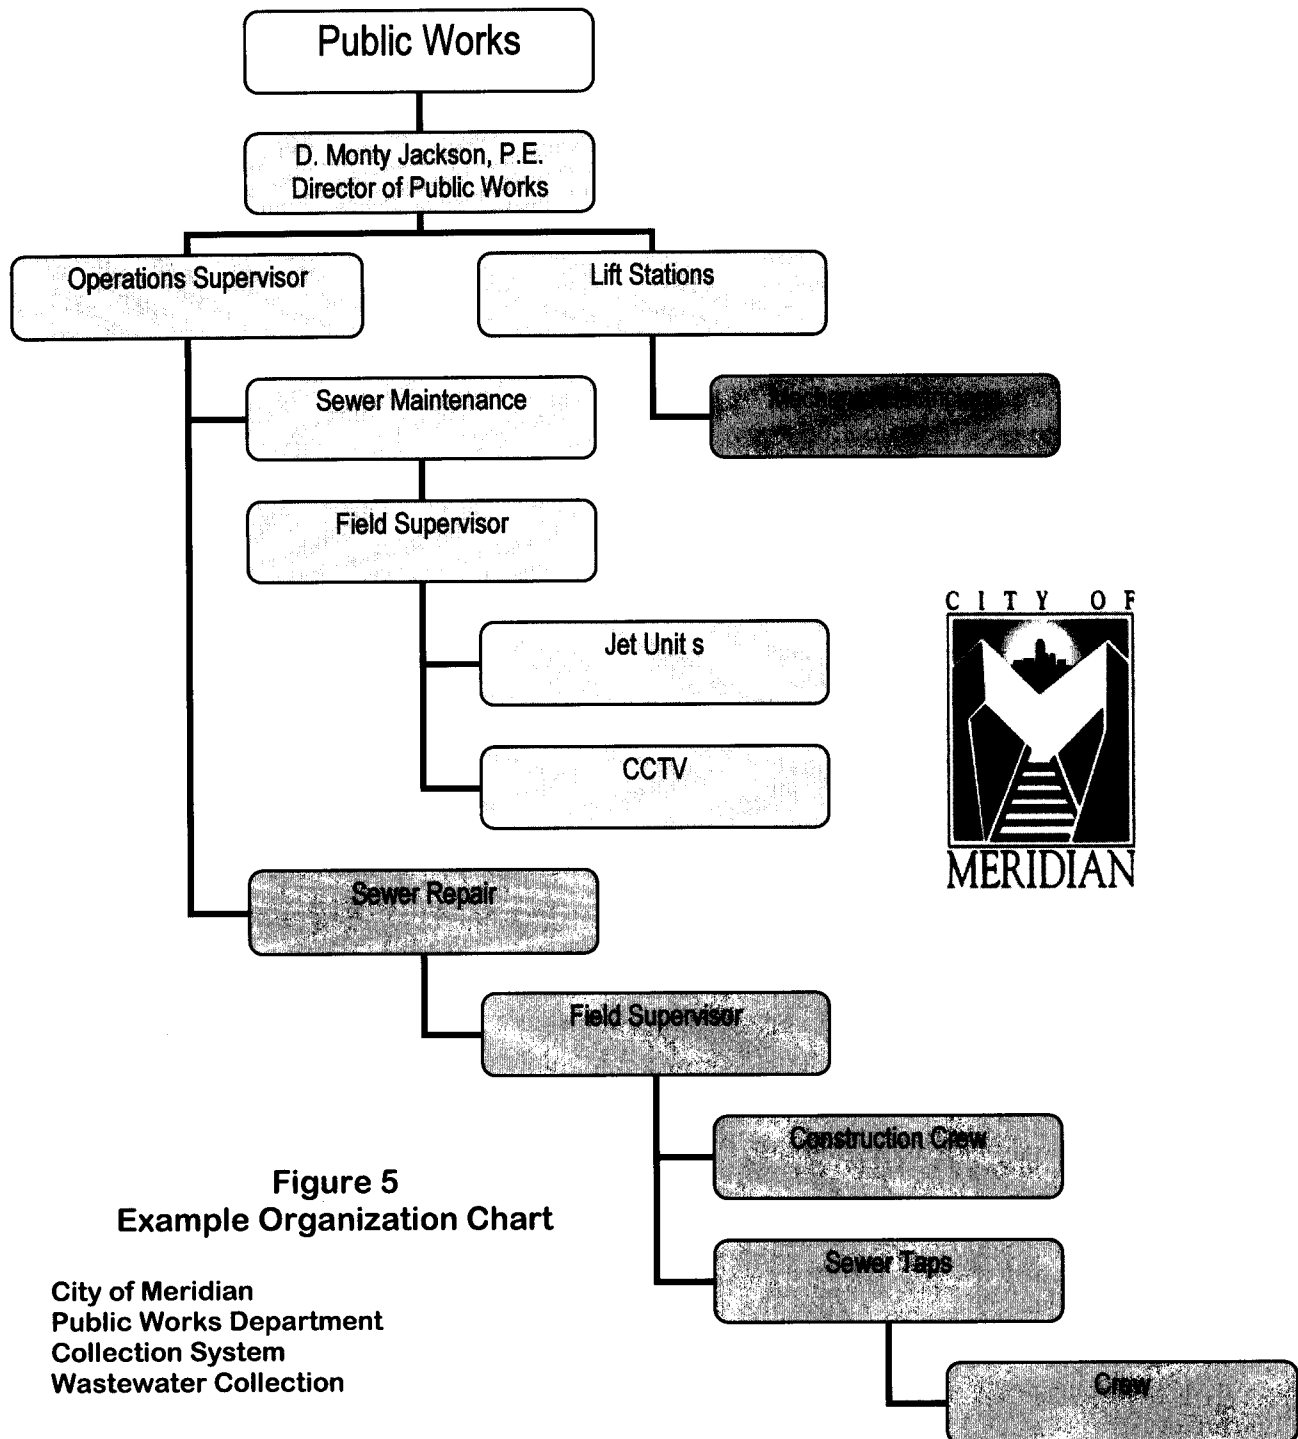 Public Works
D. Monty Jackson, P.E.
Director of Public Works
Operations Supervisor
Lift Stations
Sewer Maintenance
Field Supervisor
Jet Unit s
CCTV
CITY OF
MERIDIAN
Sewer Repair
Field Supervisor
Construction Crew
Sewer Taps
Crew
Figure 5
Example Organization Chart
City of Meridian
Public Works Department
Collection System
Wastewater Collection